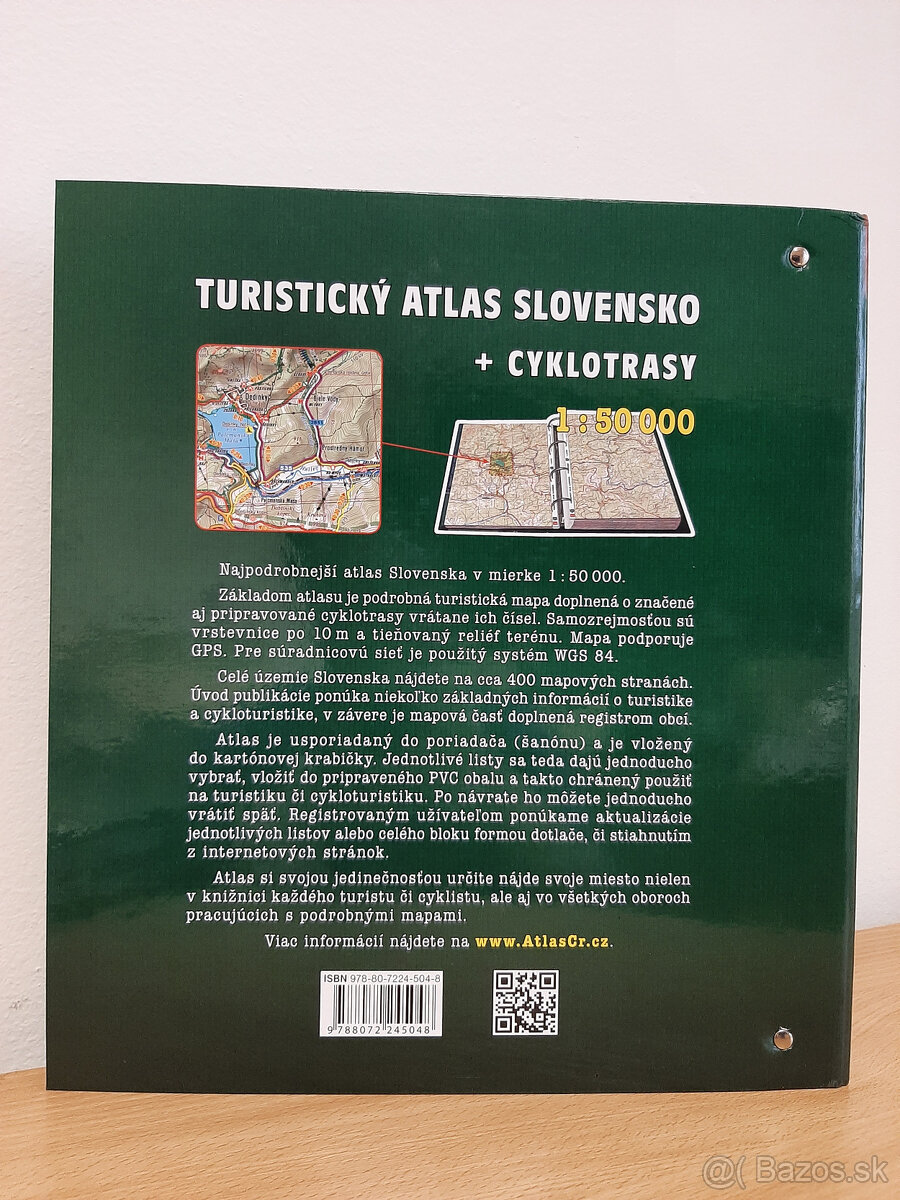 TURISTICKÝ ATLAS SLOVENSKO
+ CYKLOTRASY
1 : 50 000
Dedinky
Biele Vody
Prostredný Hámor
535
Najpodrobnejší atlas Slovenska v mierke 1 : 50 000.
Základom atlasu je podrobná turistická mapa doplnená o značené
aj pripravované cyklotrasy vrátane ich čísel. Samozrejmosťou sú
vrstevnice po 10 m a tieňovaný reliéf terénu. Mapa podporuje
GPS. Pre súradnicovú sieť je použitý systém WGS 84.
Celé územie Slovenska nájdete na cca 400 mapových stranách.
Úvod publikácie ponúka niekoľko základných informácií o turistike
a cykloturistike, v závere je mapová časť doplnená registrom obcí.
Atlas je usporiadaný do poriadača (šanónu) a je vložený
do kartónovej krabičky. Jednotlivé listy sa teda dajú jednoducho
vybrať, vložiť do pripraveného PVC obalu a takto chránený použiť
na turistiku či cykloturistiku. Po návrate ho môžete jednoducho
vrátiť späť. Registrovaným užívateľom ponúkame aktualizácie
jednotlivých listov alebo celého bloku formou dotlače, či stiahnutím
z internetových stránok.
Atlas si svojou jedinečnosťou určite nájde svoje miesto nielen
v knižnici každého turistu či cyklistu, ale aj vo všetkých oboroch
pracujúcich s podrobnými mapami.
Viac informácií nájdete na www.AtlasCr.cz.
ISBN 978-80-7224-504-8
9 788072 245048
@( Bazos.sk